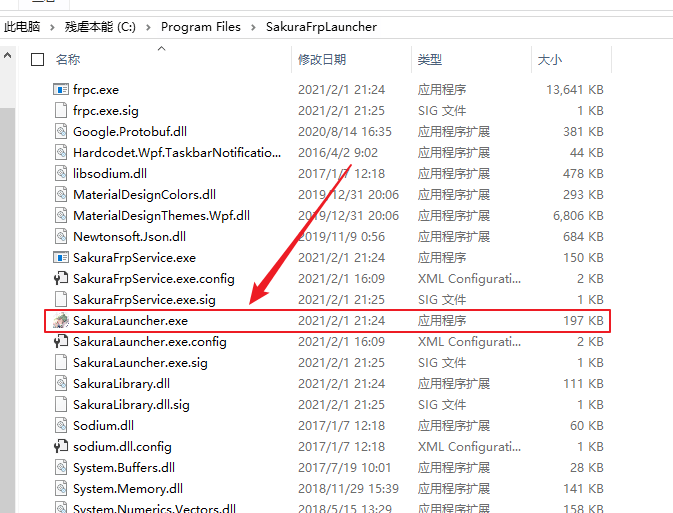 此电脑 > 残虐本能 (C:) > Program Files > SakuraFrpLauncher
名称 修改日期 类型 大小
frpc.exe 2021/2/1 21:24 应用程序 13,641 KB
frpc.exe.sig 2021/2/1 21:25 SIG 文件 1 KB
Google.Protobuf.dll 2020/8/14 16:35 应用程序扩展 381 KB
Hardcodet.Wpf.TaskbarNotification... 2016/4/2 9:02 应用程序扩展 44 KB
libsodium.dll 2017/1/7 12:18 应用程序扩展 478 KB
MaterialDesignColors.dll 2019/12/31 20:06 应用程序扩展 293 KB
MaterialDesignThemes.Wpf.dll 2019/12/31 20:06 应用程序扩展 6,806 KB
Newtonsoft.Json.dll 2019/11/9 0:56 应用程序扩展 684 KB
SakuraFrpService.exe 2021/2/1 21:24 应用程序 150 KB
SakuraFrpService.exe.config 2021/2/1 16:09 XML Configurati... 2 KB
SakuraFrpService.exe.sig 2021/2/1 21:25 SIG 文件 1 KB
SakuraLauncher.exe 2021/2/1 21:24 应用程序 197 KB
SakuraLauncher.exe.config 2021/2/1 16:09 XML Configurati... 2 KB
SakuraLauncher.exe.sig 2021/2/1 21:25 SIG 文件 1 KB
SakuraLibrary.dll 2021/2/1 21:24 应用程序扩展 111 KB
SakuraLibrary.dll.sig 2021/2/1 21:25 SIG 文件 1 KB
Sodium.dll 2017/1/7 12:18 应用程序扩展 60 KB
sodium.dll.config 2017/1/7 12:18 XML Configurati... 1 KB
System.Buffers.dll 2017/7/19 10:01 应用程序扩展 28 KB
System.Memory.dll 2018/11/29 15:39 应用程序扩展 141 KB
System.Numerics.Vectors.dll 2018/5/15 13:29 应用程序扩展 158 KB